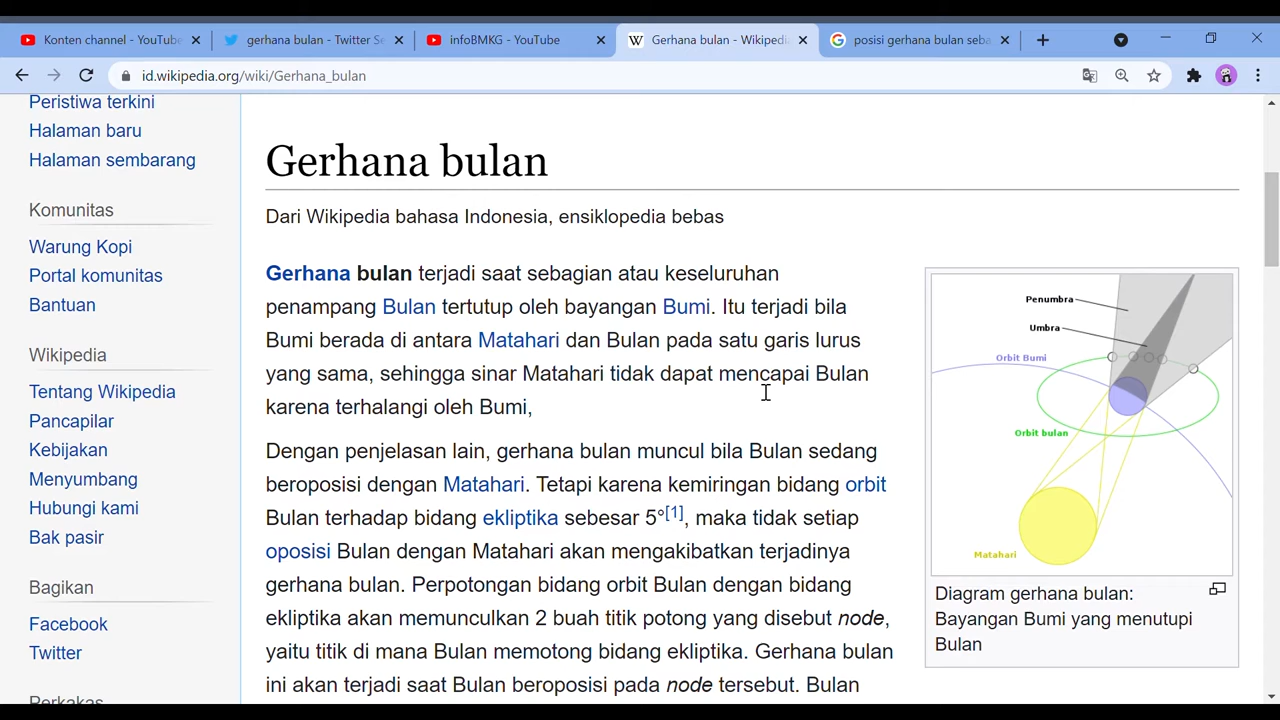 Konten channel - YouTube
gerhana bulan - Twitter Se
infoBMKG - YouTube
Gerhana bulan - Wikipedi
posisi gerhana bulan seba
id.wikipedia.org/wiki/Gerhana_bulan
Peristiwa terkini
Halaman baru
Halaman sembarang
Komunitas
Warung Kopi
Portal komunitas
Bantuan
Wikipedia
Tentang Wikipedia
Pancapilar
Kebijakan
Menyumbang
Hubungi kami
Bak pasir
Bagikan
Facebook
Twitter
Perkakas
Gerhana bulan
Dari Wikipedia bahasa Indonesia, ensiklopedia bebas
Gerhana bulan terjadi saat sebagian atau keseluruhan
penampang Bulan tertutup oleh bayangan Bumi. Itu terjadi bila
Bumi berada di antara Matahari dan Bulan pada satu garis lurus
yang sama, sehingga sinar Matahari tidak dapat mencapai Bulan
karena terhalangi oleh Bumi,
Dengan penjelasan lain, gerhana bulan muncul bila Bulan sedang
beroposisi dengan Matahari. Tetapi karena kemiringan bidang orbit
Bulan terhadap bidang ekliptika sebesar 5°[1], maka tidak setiap
oposisi Bulan dengan Matahari akan mengakibatkan terjadinya
gerhana bulan. Perpotongan bidang orbit Bulan dengan bidang
ekliptika akan memunculkan 2 buah titik potong yang disebut node,
yaitu titik di mana Bulan memotong bidang ekliptika. Gerhana bulan
ini akan terjadi saat Bulan beroposisi pada node tersebut. Bulan
Penumbra
Umbra
Orbit Bumi
Orbit bulan
Matahari
Diagram gerhana bulan:
Bayangan Bumi yang menutupi
Bulan